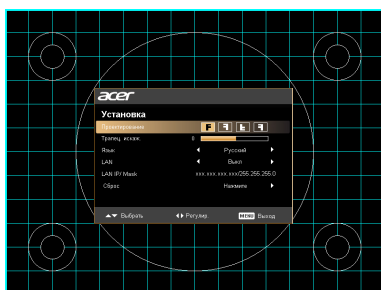 acer
Установка
Проектирование
Трапец. искаж. 0
Язык Русский
LAN Выкл
LAN IP/ Mask xxx.xxx.xxx.xxx/255.255.255.0
Сброс Нажмите
Выбрать Регулир. MENU Выход